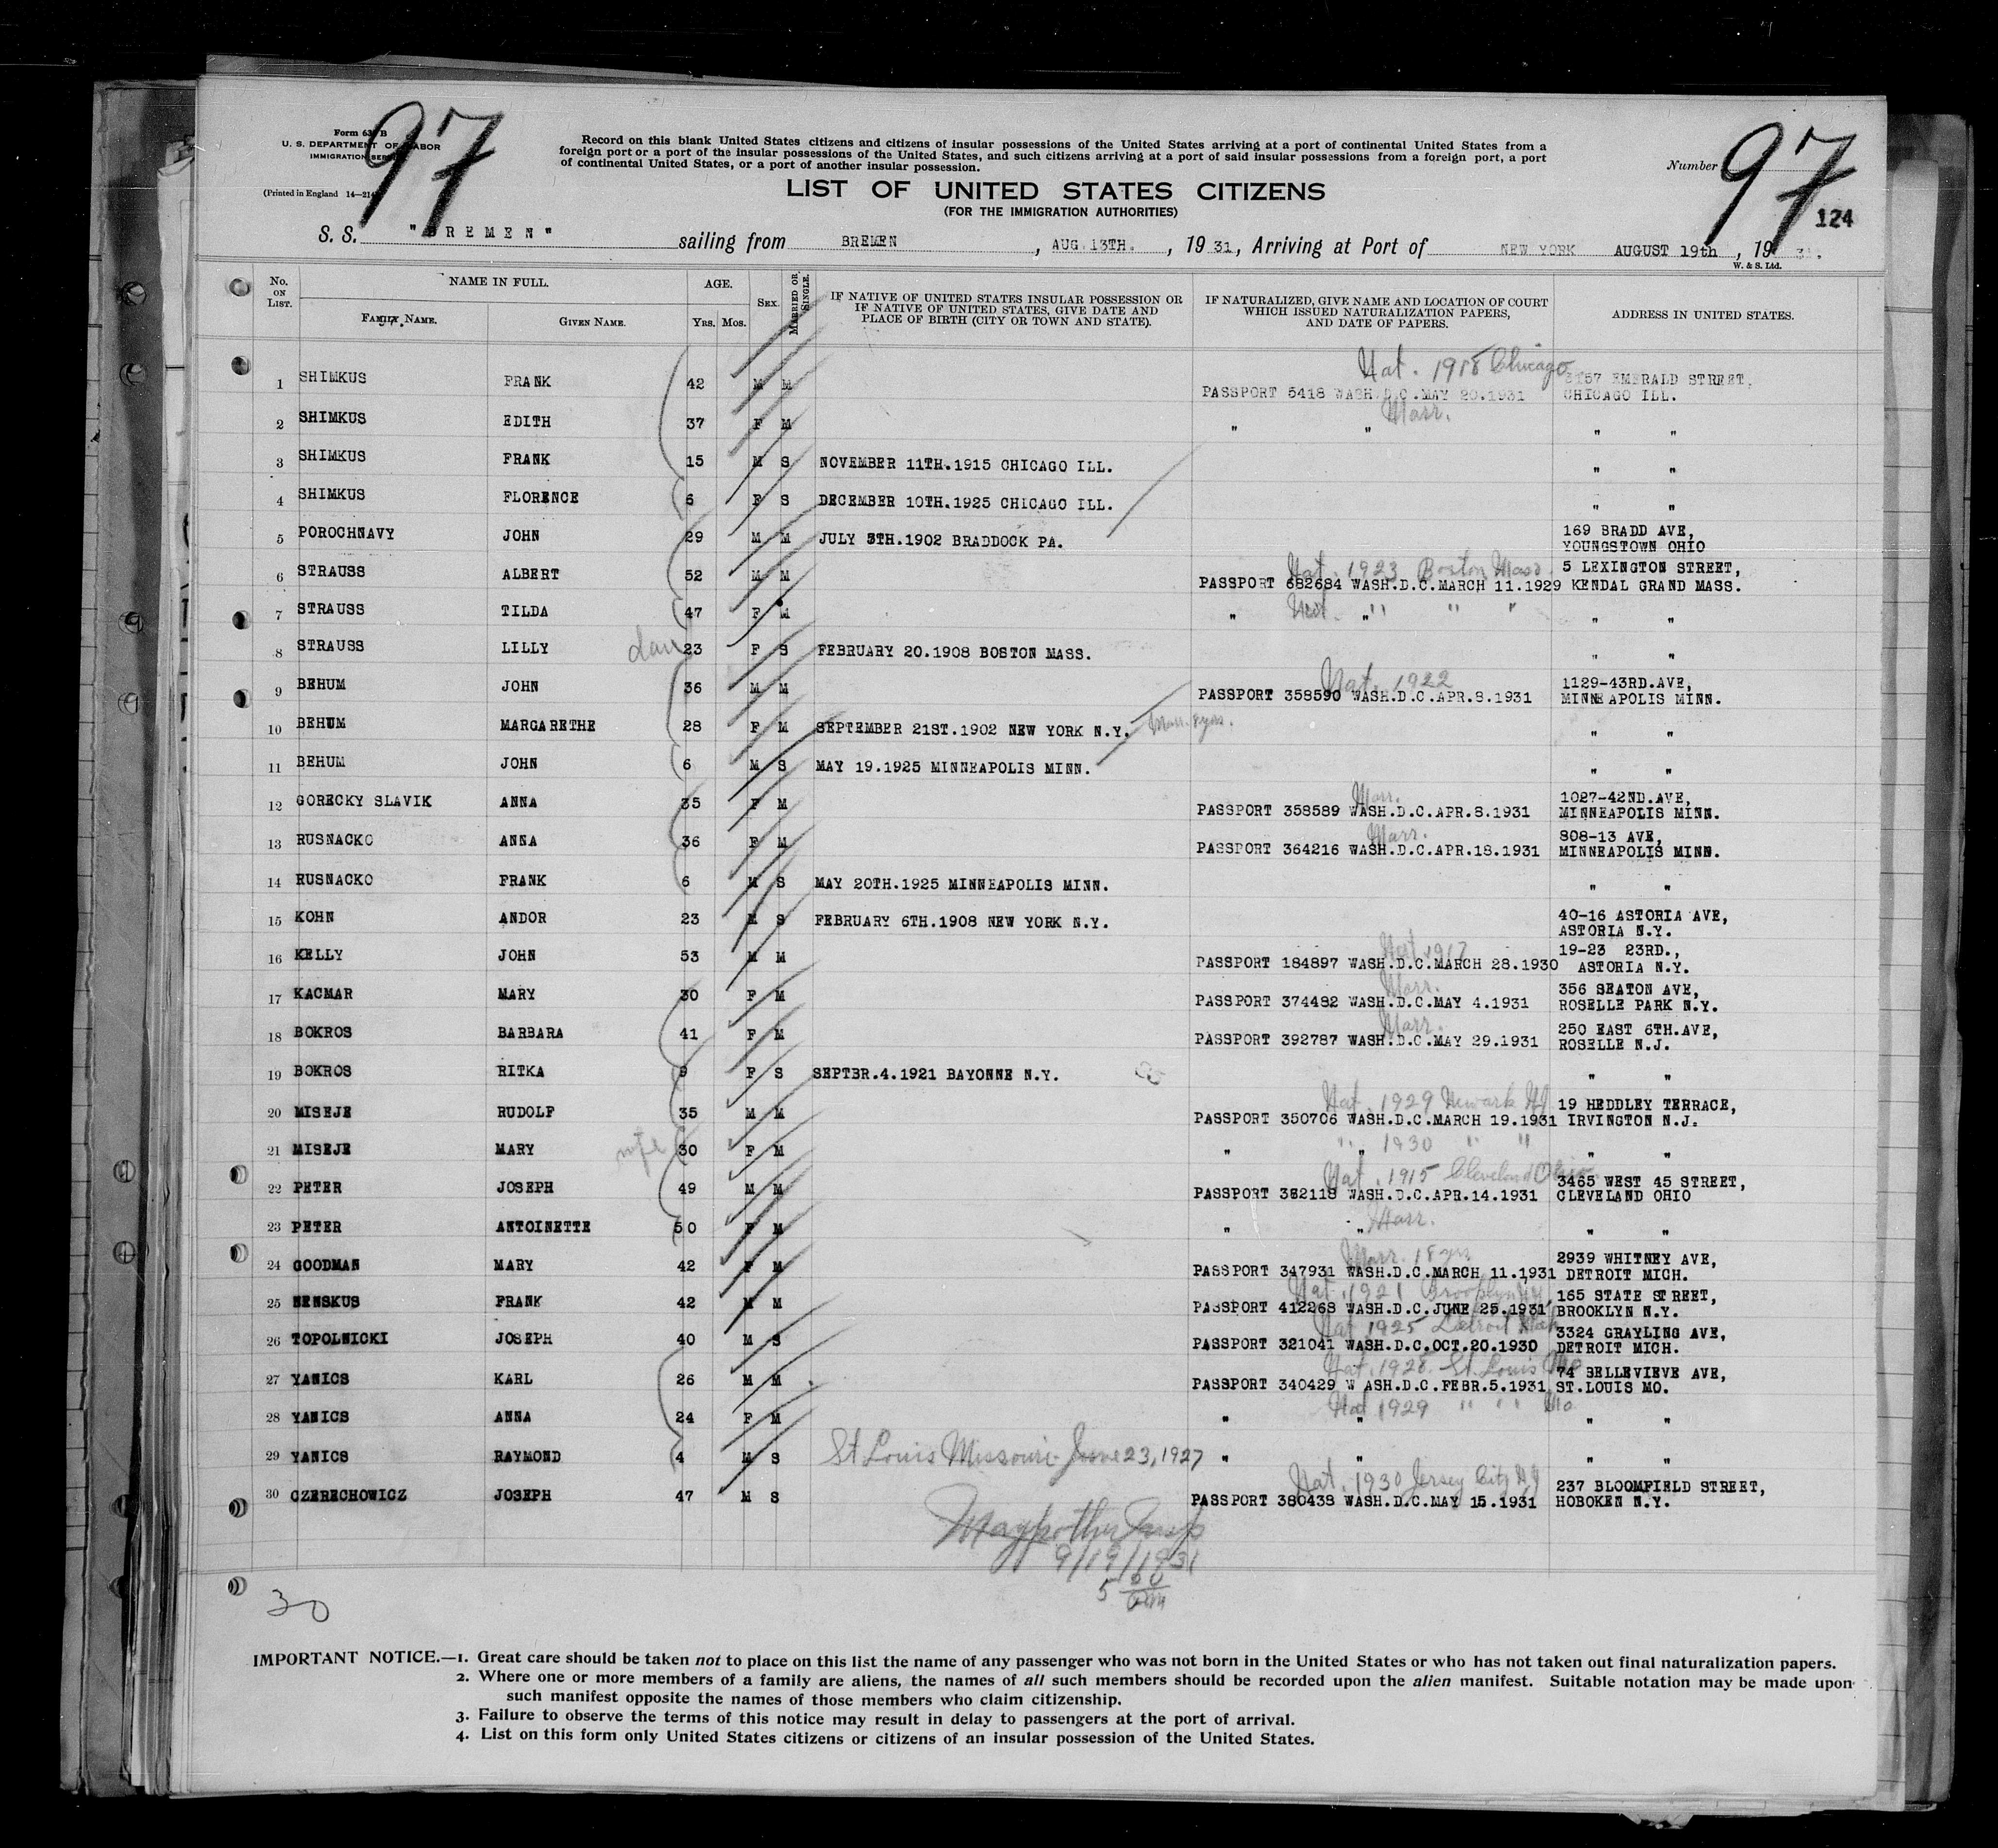 97
97
Form 63 B
U. S. DEPARTMENT OF LABOR
IMMIGRATION SER
(Printed in England 14—214
Record on this blank United States citizens and citizens of insular possessions of the United States arriving at a port of continental United States from a
foreign port or a port of the insular possessions of the United States, and such citizens arriving at a port of said insular possessions from a foreign port, a port
of continental United States, or a port of another insular possession.
Number
LIST OF UNITED STATES CITIZENS
(FOR THE IMMIGRATION AUTHORITIES)
124
S. S. "BREMEN" sailing from BREMEN, AUG.13TH., 1931, Arriving at Port of NEW YORK AUGUST 19th, 1931.
W. & S. Ltd.
No. ON LIST. NAME IN FULL. FAMILY NAME. GIVEN NAME. AGE. Yrs. Mos. SEX. MARRIED OR SINGLE. IF NATIVE OF UNITED STATES INSULAR POSSESSION OR IF NATIVE OF UNITED STATES, GIVE DATE AND PLACE OF BIRTH (CITY OR TOWN AND STATE). IF NATURALIZED, GIVE NAME AND LOCATION OF COURT WHICH ISSUED NATURALIZATION PAPERS, AND DATE OF PAPERS. ADDRESS IN UNITED STATES.
Nat. 1918 Chicago
1 SHIMKUS FRANK 42 M M PASSPORT 5418 WASH.D.C.MAY 20.1931 57 EMERALD STREET, CHICAGO ILL.
Marr.
2 SHIMKUS EDITH 37 F M " " " "
3 SHIMKUS FRANK 15 M S NOVEMBER 11TH.1915 CHICAGO ILL. " "
4 SHIMKUS FLORENCE 6 F S DECEMBER 10TH.1925 CHICAGO ILL. " "
5 POROCHNAVY JOHN 29 M M JULY 5TH.1902 BRADDOCK PA. 169 BRADD AVE, YOUNGSTOWN OHIO
Nat. 1923 Boston Mass.
6 STRAUSS ALBERT 52 M M PASSPORT 682684 WASH.D.C.MARCH 11.1929 5 LEXINGTON STREET, KENDAL GRAND MASS.
7 STRAUSS TILDA 47 F M " Nat. " " " " " "
8 STRAUSS LILLY dau 23 F S FEBRUARY 20.1908 BOSTON MASS. " "
Nat. 1922
9 BEHUM JOHN 36 M M PASSPORT 358590 WASH.D.C.APR.8.1931 1129-43RD.AVE, MINNEAPOLIS MINN.
10 BEHUM MARGARETHE 28 F M SEPTEMBER 21ST.1902 NEW YORK N.Y. Marr. 8 yrs. " "
11 BEHUM JOHN 6 M S MAY 19.1925 MINNEAPOLIS MINN. " "
Marr.
12 GORECKY SLAVIK ANNA 35 F M PASSPORT 358589 WASH.D.C.APR.8.1931 1027-42ND.AVE, MINNEAPOLIS MINN.
Marr.
13 RUSNACKO ANNA 36 F M PASSPORT 364216 WASH.D.C.APR.18.1931 808-13 AVE, MINNEAPOLIS MINN.
14 RUSNACKO FRANK 6 M S MAY 20TH.1925 MINNEAPOLIS MINN. " "
15 KOHN ANDOR 23 M S FEBRUARY 6TH.1908 NEW YORK N.Y. 40-16 ASTORIA AVE, ASTORIA N.Y.
Nat. 1917
16 KELLY JOHN 53 M M PASSPORT 184897 WASH.D.C.MARCH 28.1930 19-23 23RD., ASTORIA N.Y.
Marr.
17 KACMAR MARY 30 F M PASSPORT 374482 WASH.D.C.MAY 4.1931 356 SEATON AVE, ROSELLE PARK N.Y.
Marr.
18 BOKROS BARBARA 41 F M PASSPORT 392787 WASH.D.C.MAY 29.1931 250 EAST 6TH.AVE, ROSELLE N.J.
19 BOKROS RITKA 9 F S SEPTBR.4.1921 BAYONNE N.Y. " "
Nat. 1929 Newark NJ
20 MISEJE RUDOLF 35 M M PASSPORT 350706 WASH.D.C.MARCH 19.1931 19 HEDDLEY TERRACE, IRVINGTON N.J.
21 MISEJE MARY wife 30 F M " " " 1930 " " " "
Nat. 1915 Cleveland Ohio
22 PETER JOSEPH 49 M M PASSPORT 362118 WASH.D.C.APR.14.1931 3465 WEST 45 STREET, CLEVELAND OHIO
23 PETER ANTOINETTE 50 F M " " Marr. " "
Marr. 18 yrs
24 GOODMAN MARY 42 F M PASSPORT 347931 WASH.D.C.MARCH 11.1931 2939 WHITNEY AVE, DETROIT MICH.
Nat. 1921 Brooklyn NY
25 NENSKUS FRANK 42 M M PASSPORT 412268 WASH.D.C.JUNE 25.1931 165 STATE STREET, BROOKLYN N.Y.
Nat 1925 Detroit Mich
26 TOPOLNICKI JOSEPH 40 M S PASSPORT 321041 WASH.D.C.OCT.20.1930 3324 GRAYLING AVE, DETROIT MICH.
Nat. 1928 St. Louis Mo
27 YANICS KARL 26 M M PASSPORT 340429 W ASH.D.C.FEBR.5.1931 74 BELLEVIEVE AVE, ST.LOUIS MO.
28 YANICS ANNA 24 F M " " Nat 1929 " " " Mo " "
29 YANICS RAYMOND 4 M S St Louis Missouri- June 23, 1927 " " " "
Nat. 1930 Jersey City NJ
30 CZERECHOWICZ JOSEPH 47 M S PASSPORT 380438 WASH.D.C.MAY 15.1931 237 BLOOMFIELD STREET, HOBOKEN N.Y.
9/19/1931
30
IMPORTANT NOTICE.—1. Great care should be taken not to place on this list the name of any passenger who was not born in the United States or who has not taken out final naturalization papers.
2. Where one or more members of a family are aliens, the names of all such members should be recorded upon the alien manifest. Suitable notation may be made upon
such manifest opposite the names of those members who claim citizenship.
3. Failure to observe the terms of this notice may result in delay to passengers at the port of arrival.
4. List on this form only United States citizens or citizens of an insular possession of the United States.